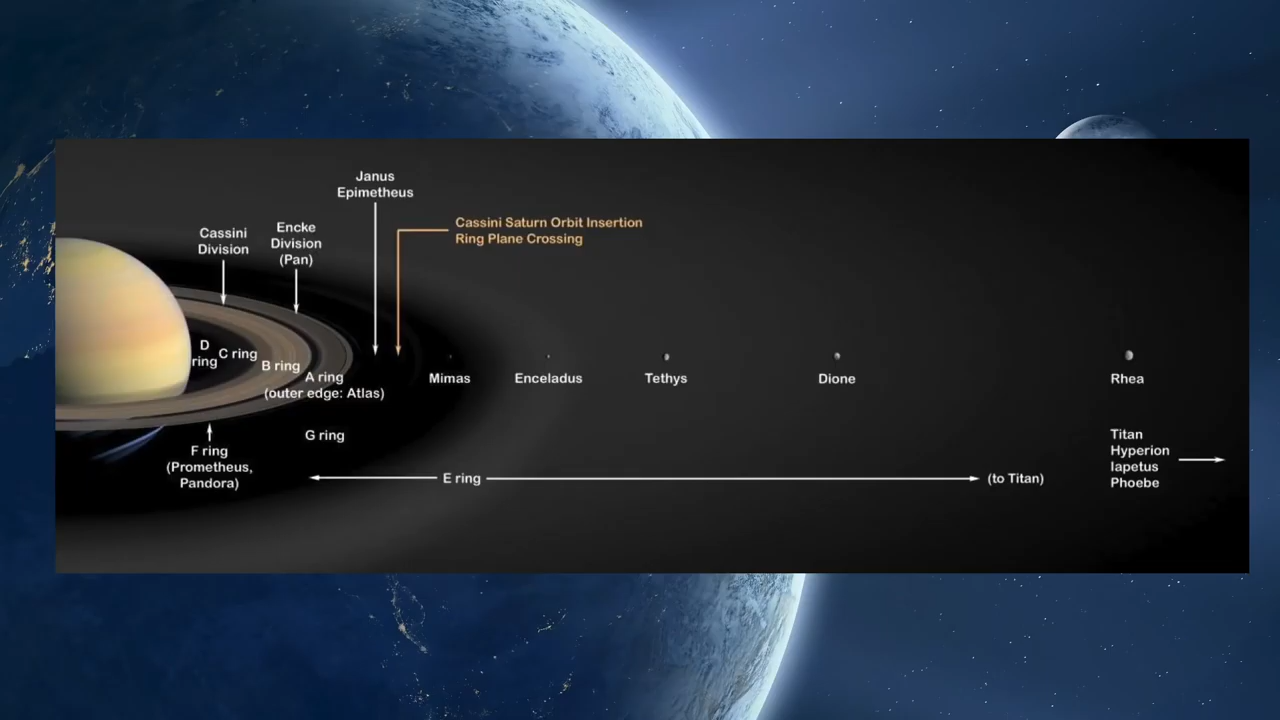 Janus
Epimetheus
Cassini
Division
Encke
Division
(Pan)
Cassini Saturn Orbit Insertion
Ring Plane Crossing
D
ring
C ring
B ring
A ring
(outer edge: Atlas)
Mimas
Enceladus
Tethys
Dione
Rhea
G ring
F ring
(Prometheus,
Pandora)
E ring
(to Titan)
Titan
Hyperion
Iapetus
Phoebe